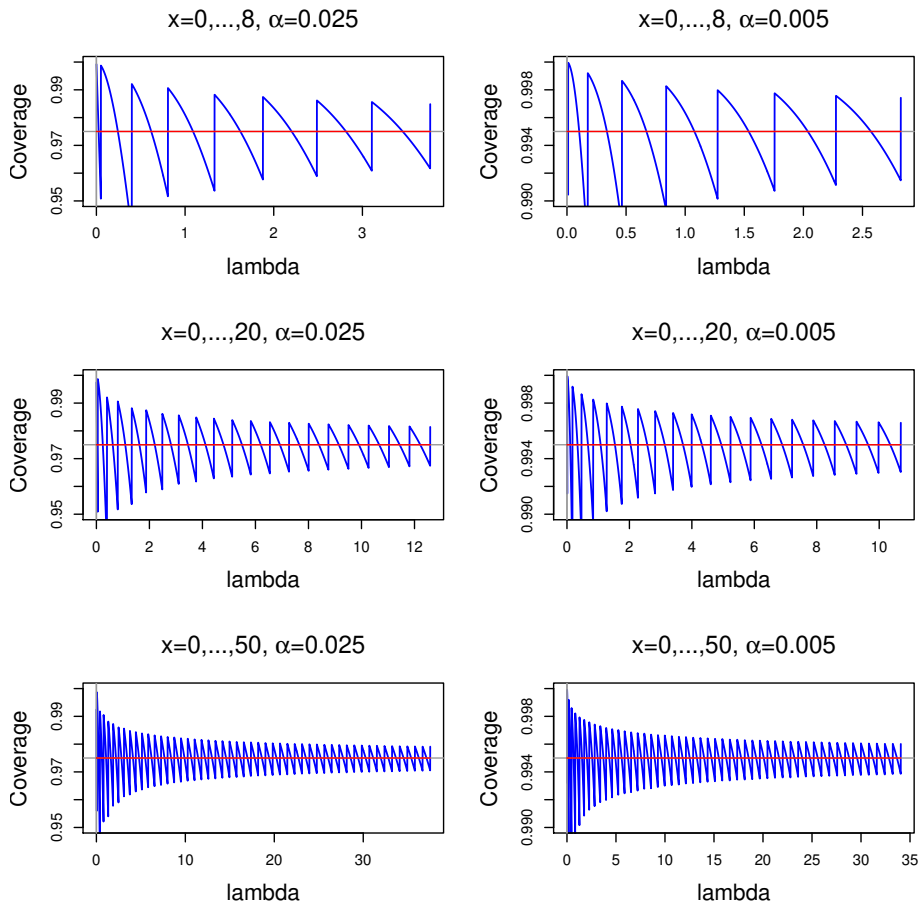 x=0,...,8, α=0.025
Coverage
0.95 0.97 0.99
0 1 2 3
lambda
x=0,...,8, α=0.005
Coverage
0.990 0.994 0.998
0.0 0.5 1.0 1.5 2.0 2.5
lambda
x=0,...,20, α=0.025
Coverage
0.95 0.97 0.99
0 2 4 6 8 10 12
lambda
x=0,...,20, α=0.005
Coverage
0.990 0.994 0.998
0 2 4 6 8 10
lambda
x=0,...,50, α=0.025
Coverage
0.95 0.97 0.99
0 10 20 30
lambda
x=0,...,50, α=0.005
Coverage
0.990 0.994 0.998
0 5 10 15 20 25 30 35
lambda